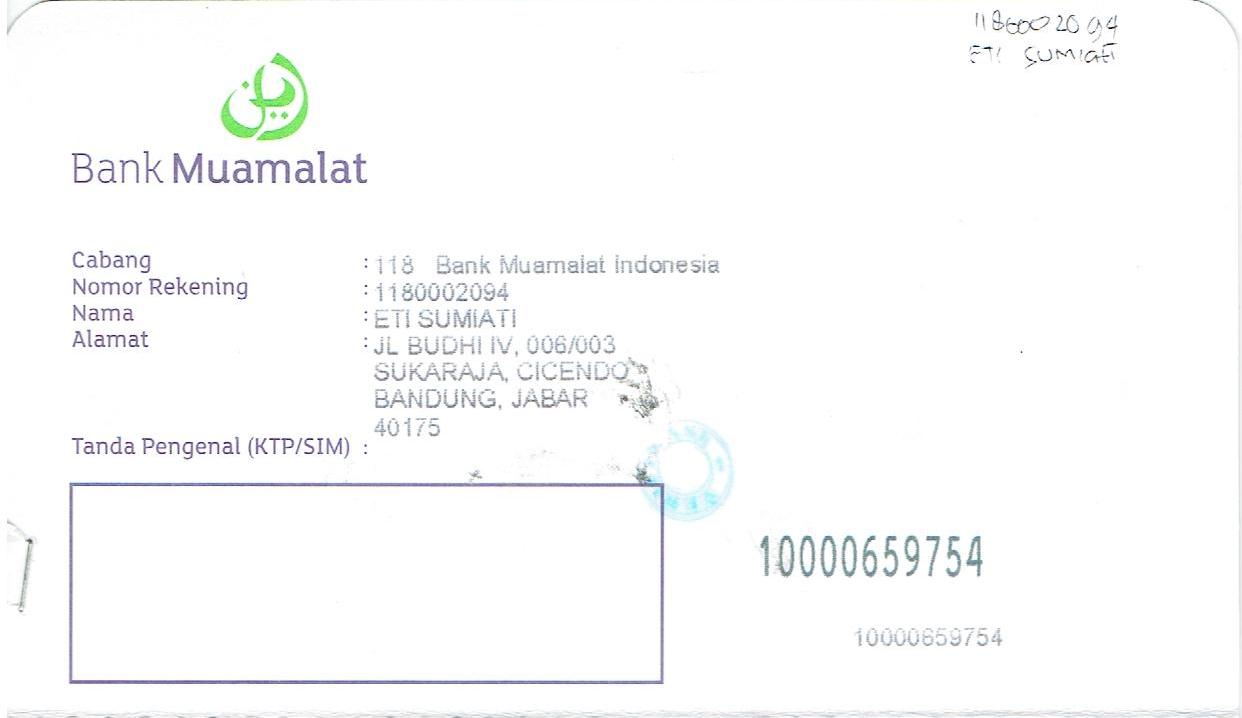 1180002094
ETI SUMIATI
Bank Muamalat
Cabang : 118 Bank Muamalat Indonesia
Nomor Rekening : 1180002094
Nama : ETI SUMIATI
Alamat : JL BUDHI IV, 006/003
SUKARAJA, CICENDO
BANDUNG, JABAR
40175
Tanda Pengenal (KTP/SIM) :
10000659754
10000659754